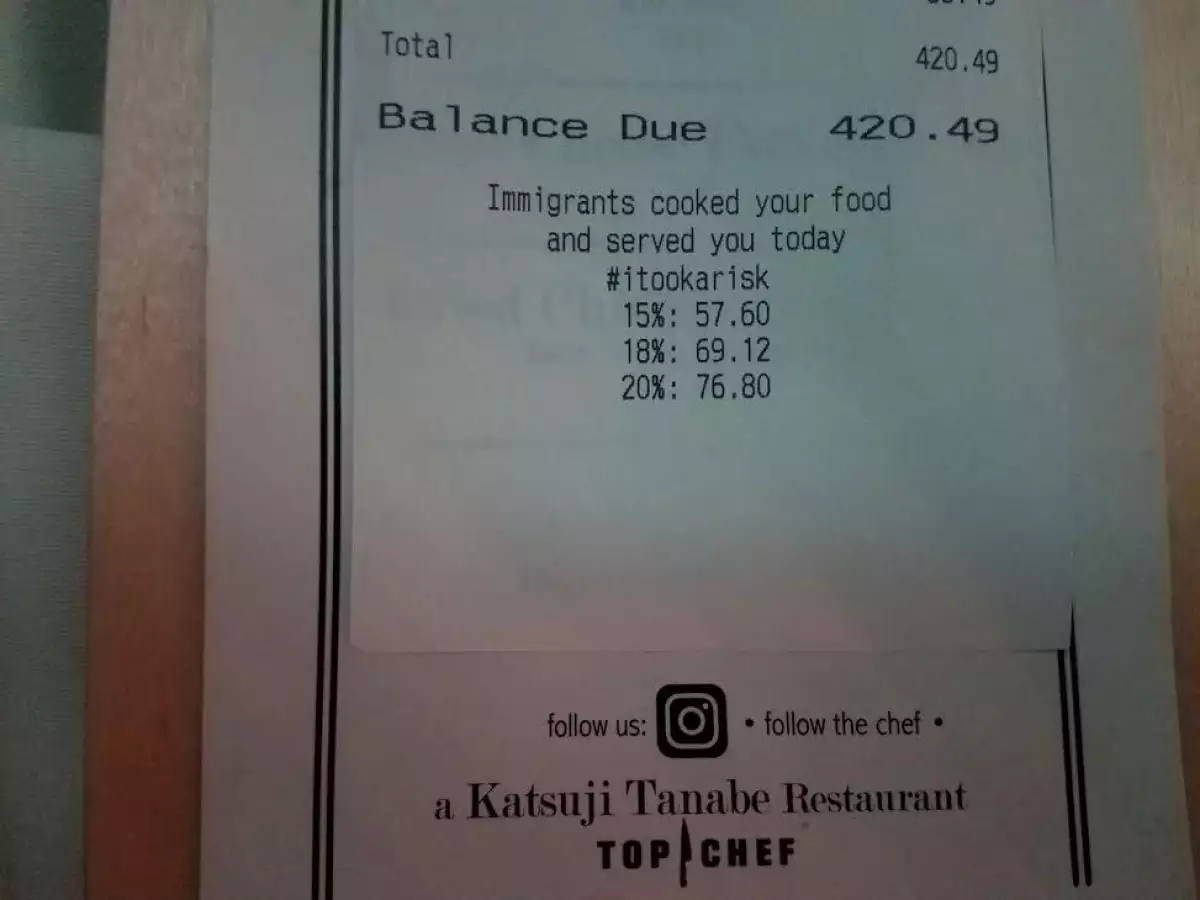 Total 420.49
Balance Due 420.49
Immigrants cooked your food
and served you today
#itookarisk
15%: 57.60
18%: 69.12
20%: 76.80
follow us: • follow the chef •
a Katsuji Tanabe Restaurant
TOP CHEF